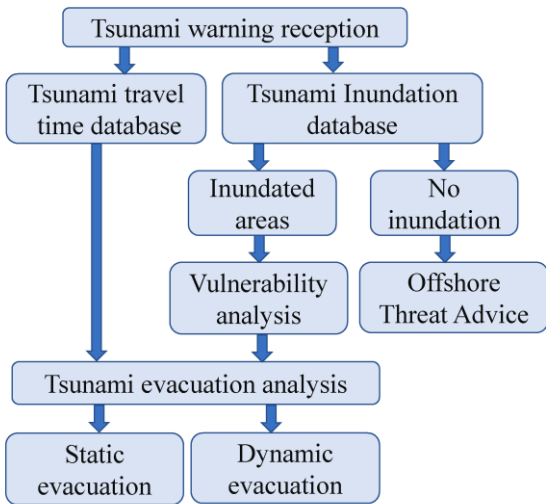 Tsunami warning reception
Tsunami travel
time database
Tsunami Inundation
database
Inundated
areas
No
inundation
Vulnerability
analysis
Offshore
Threat Advice
Tsunami evacuation analysis
Static
evacuation
Dynamic
evacuation